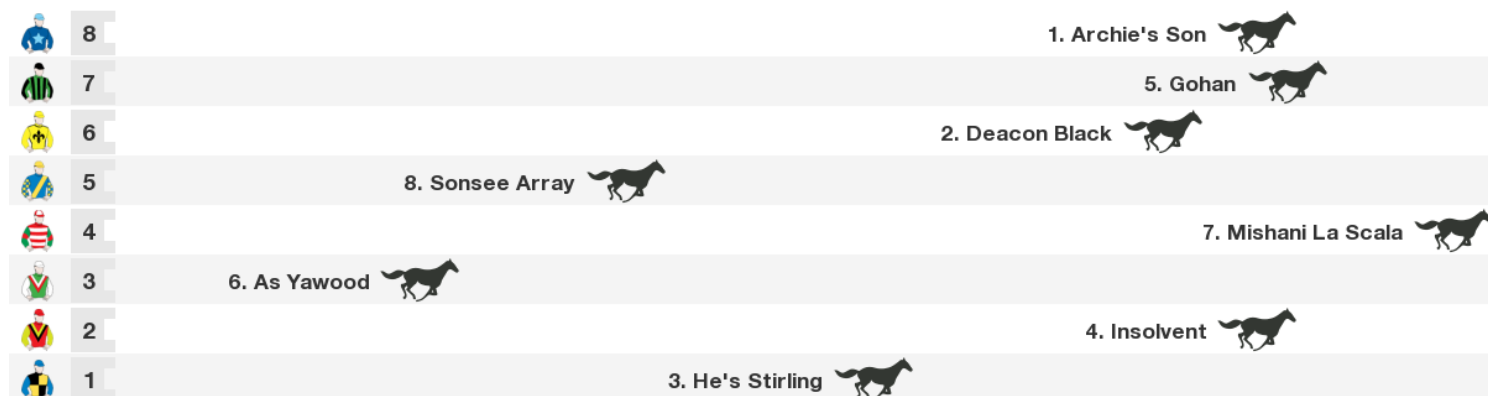 8 1. Archie's Son
7 5. Gohan
6 2. Deacon Black
5 8. Sonsee Array
4 7. Mishani La Scala
3 6. As Yawood
2 4. Insolvent
1 3. He's Stirling